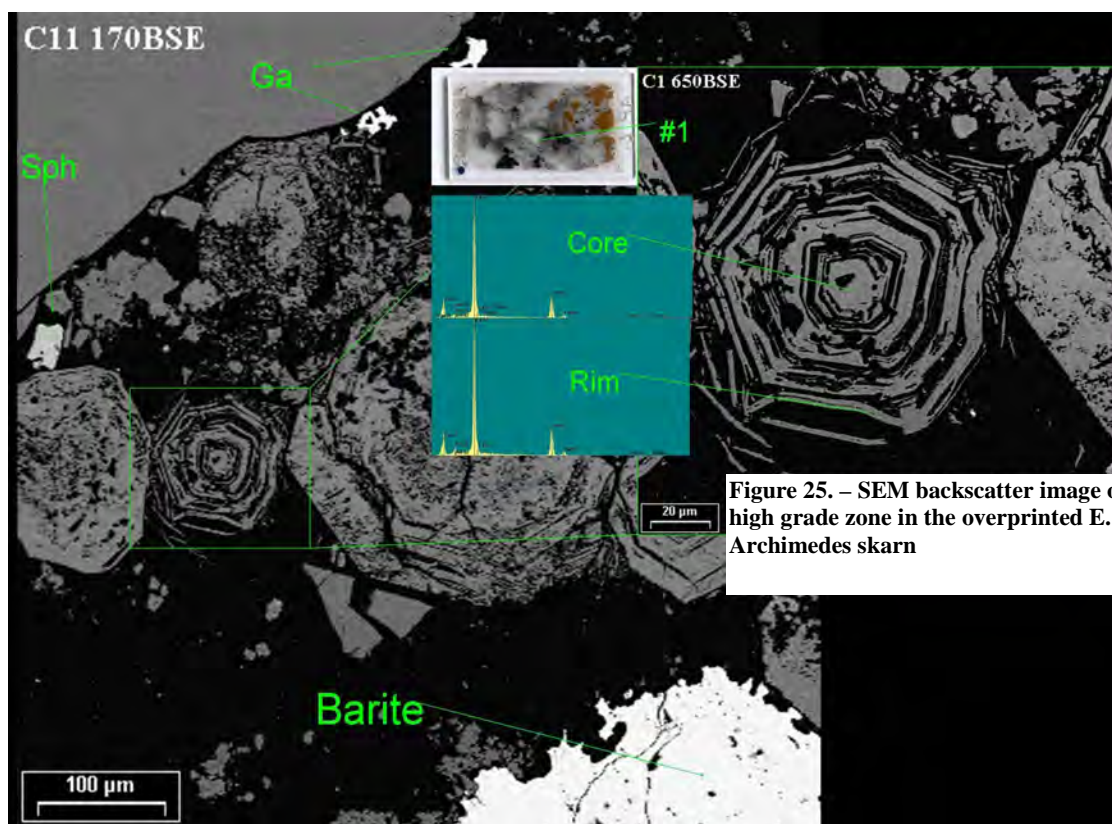 C11 170BSE
Ga
C1 650BSE
#1
Sph
Core
Rim
20 µm
Figure 25. – SEM backscatter image o
high grade zone in the overprinted E.
Archimedes skarn
Barite
100 µm